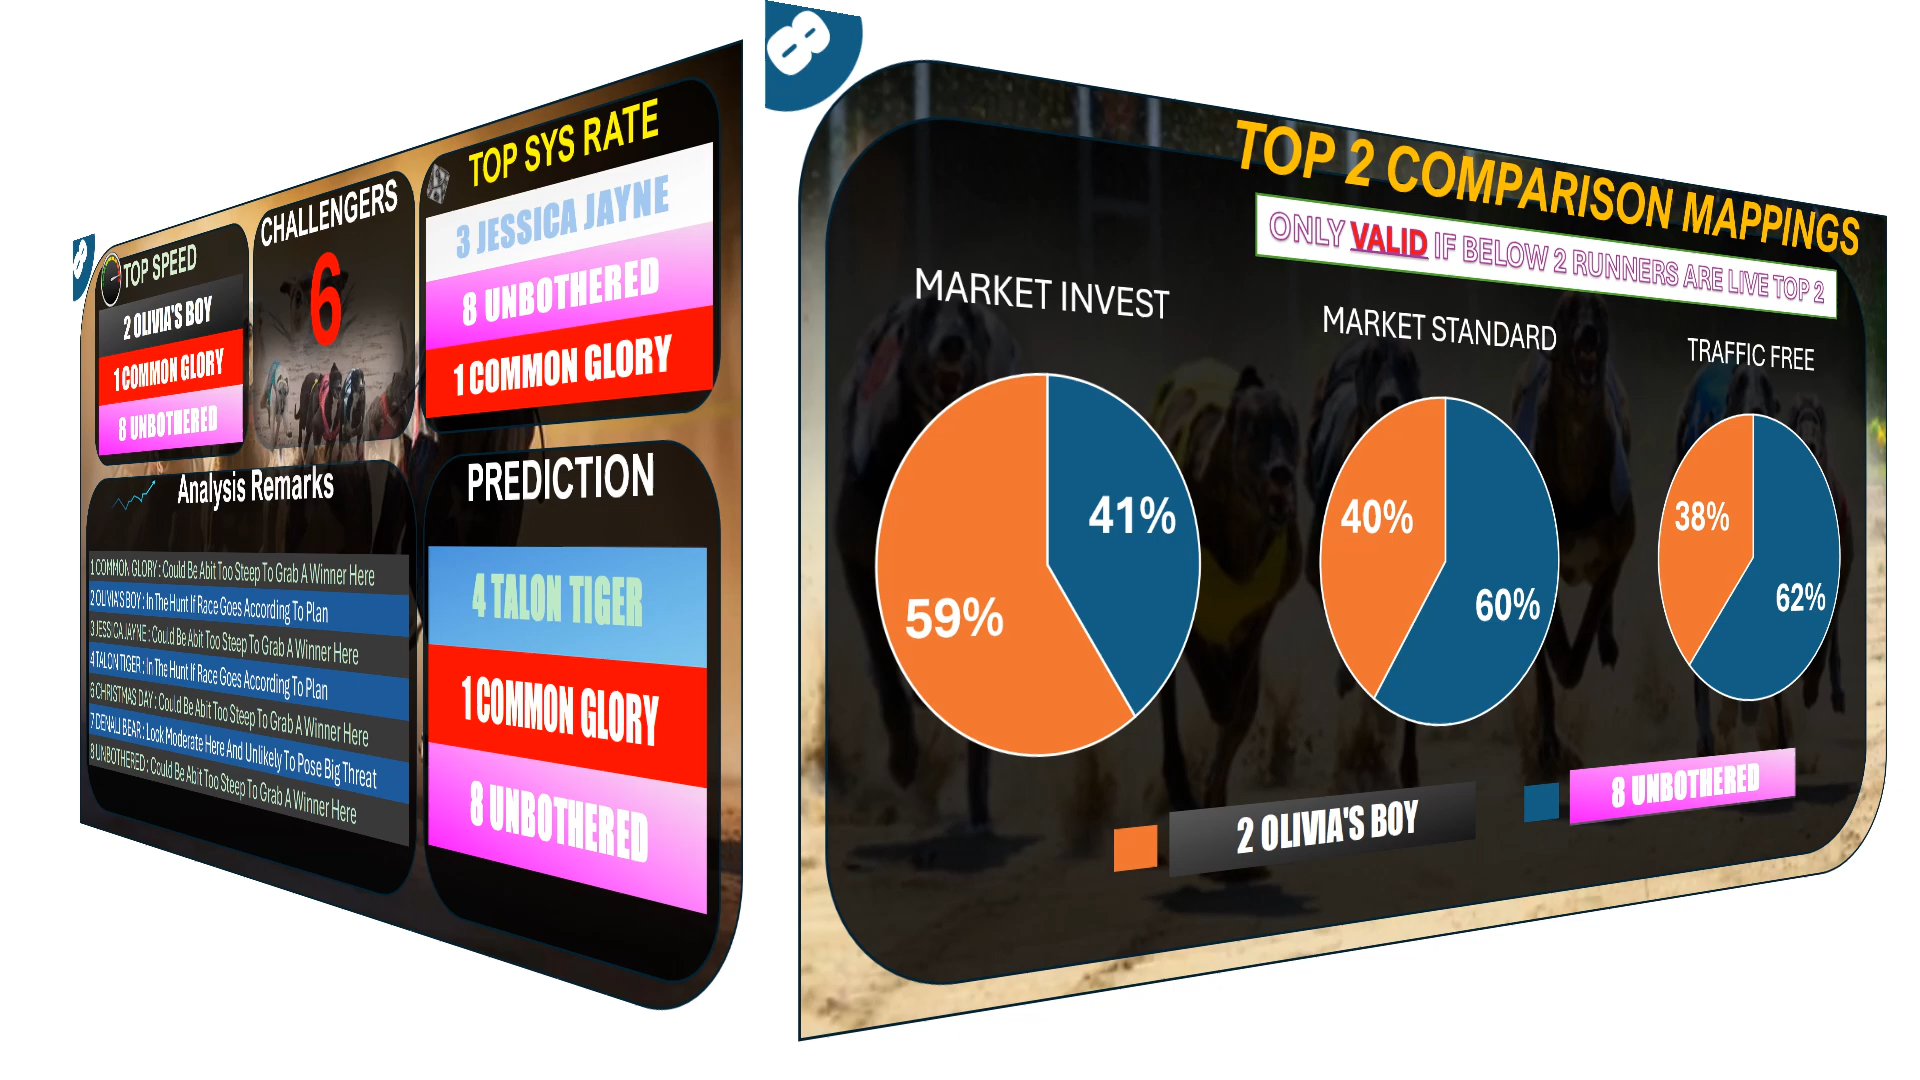 8
TOP SPEED
2 OLIVIA'S BOY
1 COMMON GLORY
8 UNBOTHERED
CHALLENGERS
6
TOP SYS RATE
3 JESSICA JAYNE
8 UNBOTHERED
1 COMMON GLORY
Analysis Remarks
1 COMMON GLORY : Could Be Abit Too Steep To Grab A Winner Here
2 OLIVIA'S BOY : In The Hunt If Race Goes According To Plan
3 JESSICA JAYNE : Could Be Abit Too Steep To Grab A Winner Here
4 TALON TIGER : In The Hunt If Race Goes According To Plan
6 CHRISTMAS DAY : Could Be Abit Too Steep To Grab A Winner Here
7 DENALI BEAR : Look Moderate Here And Unlikely To Pose Big Threat
8 UNBOTHERED : Could Be Abit Too Steep To Grab A Winner Here
PREDICTION
4 TALON TIGER
1 COMMON GLORY
8 UNBOTHERED
8
TOP 2 COMPARISON MAPPINGS
ONLY VALID IF BELOW 2 RUNNERS ARE LIVE TOP 2
MARKET INVEST
41%
59%
MARKET STANDARD
40%
60%
TRAFFIC FREE
38%
62%
2 OLIVIA'S BOY
8 UNBOTHERED